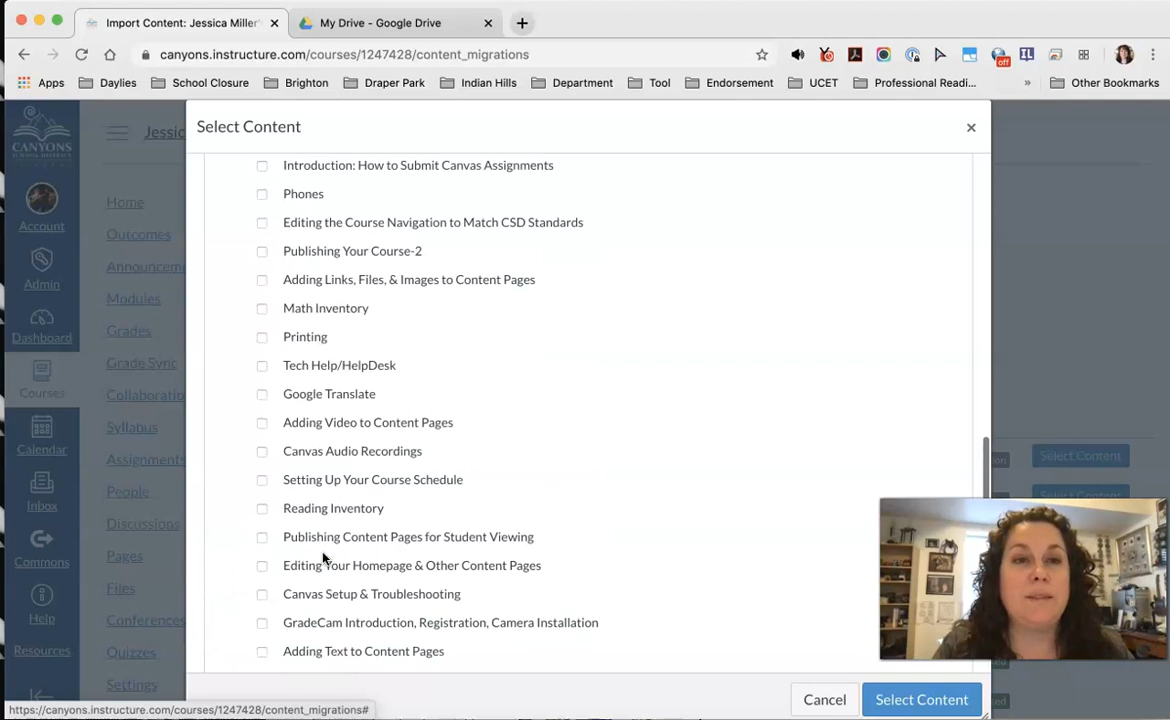 Import Content: Jessica Miller'
My Drive - Google Drive
canyons.instructure.com/courses/1247428/content_migrations
off
Apps
Daylies
School Closure
Brighton
Draper Park
Indian Hills
Department
Tool
Endorsement
UCET
Professional Readi...
»
Other Bookmarks
CANYONS
Account
Admin
Dashboard
Courses
Calendar
Inbox
Commons
Help
Resources
Jessic
Home
Outcomes
Announcem
Modules
Grades
Grade Sync
Collaboratio
Syllabus
Assignments
People
Discussions
Pages
Files
Conferences
Quizzes
Settings
Select Content
Introduction: How to Submit Canvas Assignments
Phones
Editing the Course Navigation to Match CSD Standards
Publishing Your Course-2
Adding Links, Files, & Images to Content Pages
Math Inventory
Printing
Tech Help/HelpDesk
Google Translate
Adding Video to Content Pages
Canvas Audio Recordings
Setting Up Your Course Schedule
Reading Inventory
Publishing Content Pages for Student Viewing
Editing Your Homepage & Other Content Pages
Canvas Setup & Troubleshooting
GradeCam Introduction, Registration, Camera Installation
Adding Text to Content Pages
Cancel
Select Content
Select Content
https://canyons.instructure.com/courses/1247428/content_migrations#